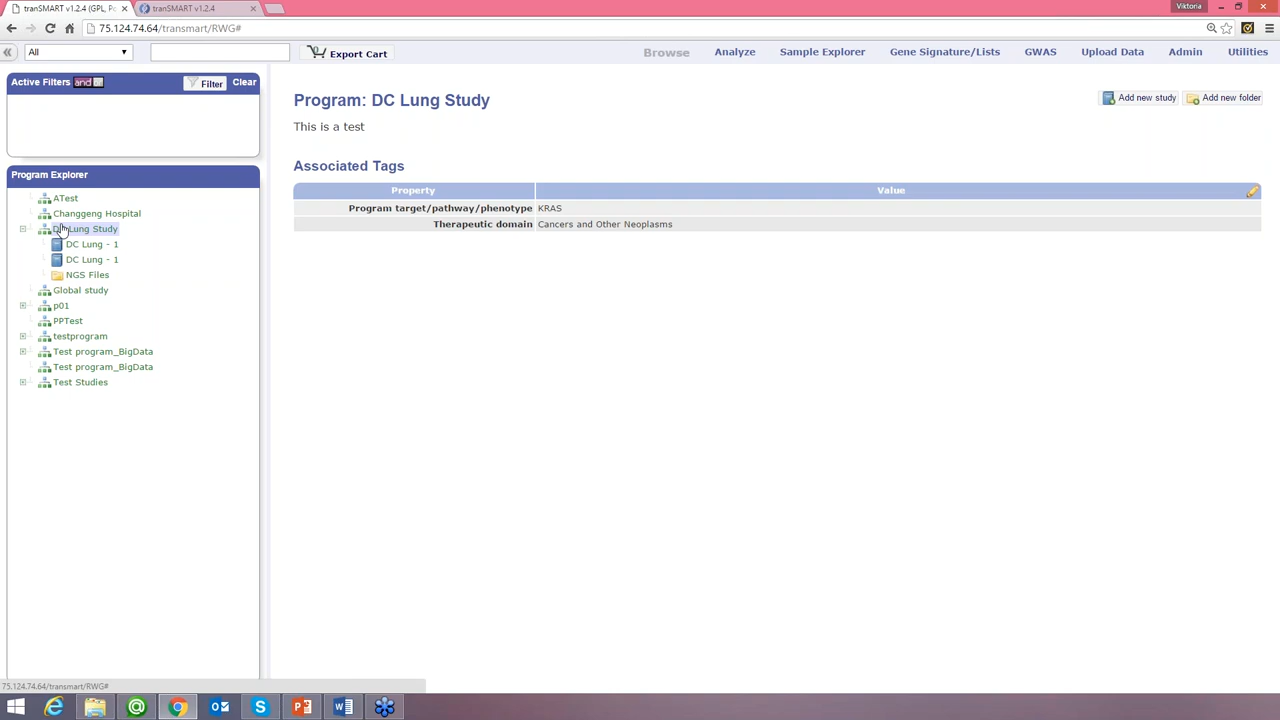 Viktoria
tranSMART v1.2.4 (GPL, Po
tranSMART v1.2.4
75.124.74.64/transmart/RWG#
All
Export Cart
Browse
Analyze
Sample Explorer
Gene Signature/Lists
GWAS
Upload Data
Admin
Utilities
Active Filters and or
Filter
Clear
Program: DC Lung Study
Add new study
Add new folder
This is a test
Associated Tags
Program Explorer
Property
Value
Program target/pathway/phenotype
KRAS
Therapeutic domain
Cancers and Other Neoplasms
ATest
Changgeng Hospital
Lung Study
DC Lung - 1
DC Lung - 1
NGS Files
Global study
p01
PPTest
testprogram
Test program_BigData
Test program_BigData
Test Studies
75.124.74.64/transmart/RWG#